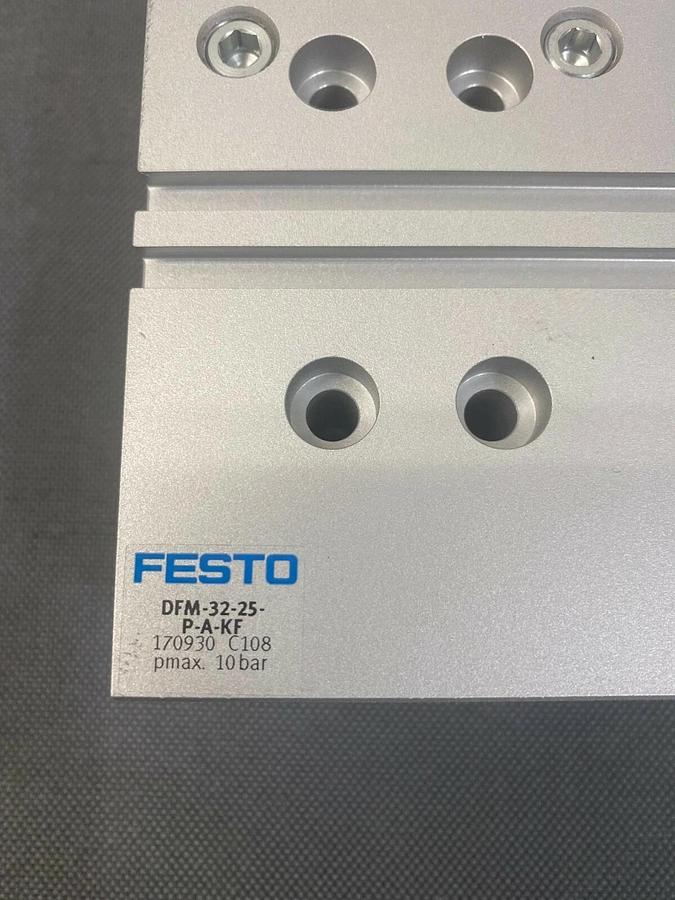 FESTO
DFM-32-25-
P-A-KF
170930 C108
pmax. 10 bar